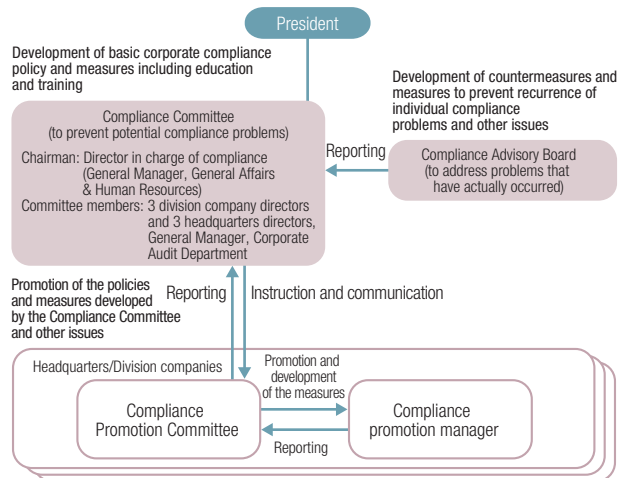 President
Development of basic corporate compliance
policy and measures including education
and training
Development of countermeasures and
measures to prevent recurrence of
individual compliance
problems and other issues
Compliance Committee
(to prevent potential compliance problems)
Chairman: Director in charge of compliance
(General Manager, General Affairs
& Human Resources)
Committee members: 3 division company directors
and 3 headquarters directors,
General Manager, Corporate
Audit Department
Reporting
Compliance Advisory Board
(to address problems that
have actually occurred)
Promotion of the policies
and measures developed
by the Compliance Committee
and other issues
Reporting
Instruction and communication
Headquarters/Division companies
Promotion and
development
of the measures
Compliance
Promotion Committee
Compliance
promotion manager
Reporting